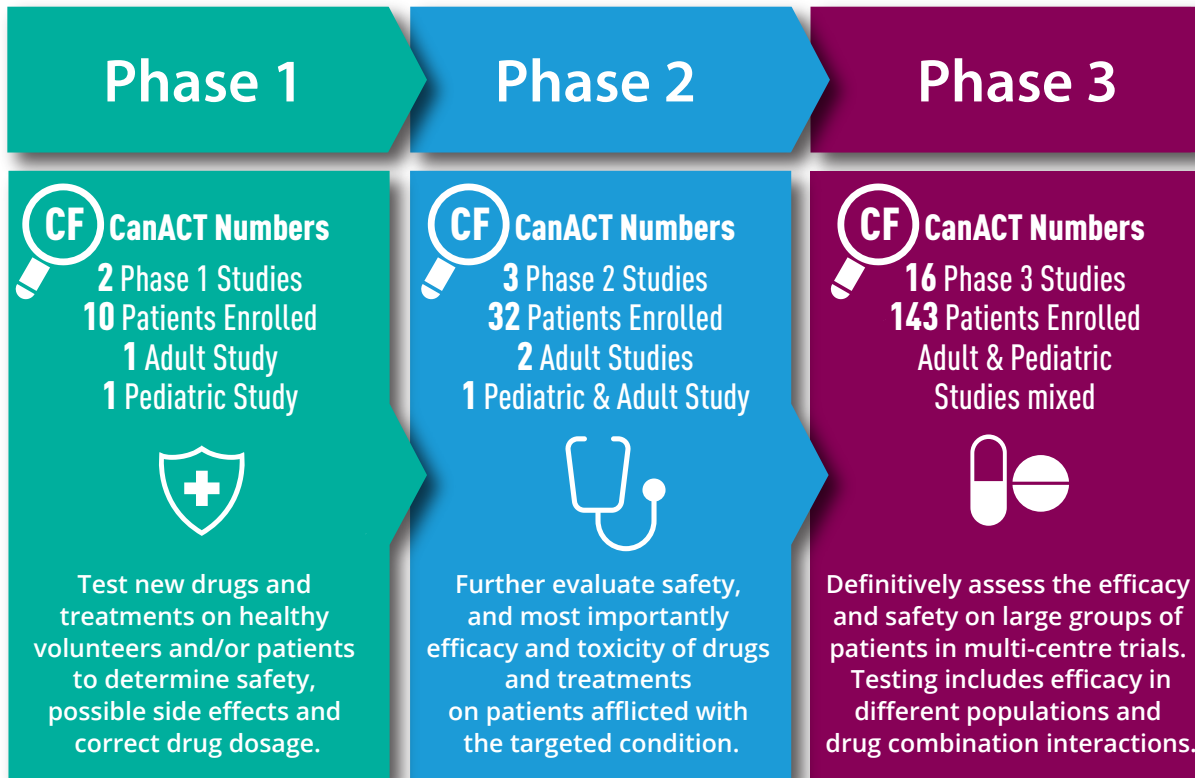 Phase 1
Phase 2
Phase 3
CF CanACT Numbers
2 Phase 1 Studies
10 Patients Enrolled
1 Adult Study
1 Pediatric Study
Test new drugs and
treatments on healthy
volunteers and/or patients
to determine safety,
possible side effects and
correct drug dosage.
CF CanACT Numbers
3 Phase 2 Studies
32 Patients Enrolled
2 Adult Studies
1 Pediatric & Adult Study
Further evaluate safety,
and most importantly
efficacy and toxicity of drugs
and treatments
on patients afflicted with
the targeted condition.
CF CanACT Numbers
16 Phase 3 Studies
143 Patients Enrolled
Adult & Pediatric
Studies mixed
Definitively assess the efficacy
and safety on large groups of
patients in multi-centre trials.
Testing includes efficacy in
different populations and
drug combination interactions.